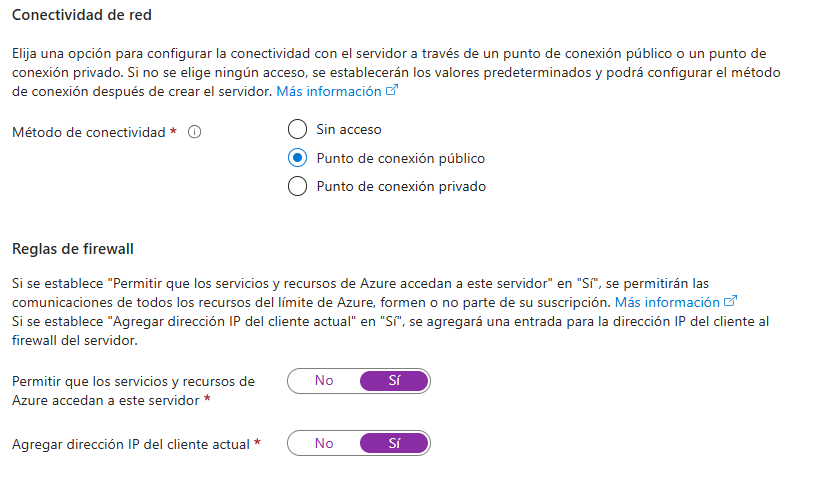 Conectividad de red
Elija una opción para configurar la conectividad con el servidor a través de un punto de conexión público o un punto de
conexión privado. Si no se elige ningún acceso, se establecerán los valores predeterminados y podrá configurar el método
de conexión después de crear el servidor. Más información
Método de conectividad *
Sin acceso
Punto de conexión público
Punto de conexión privado
Reglas de firewall
Si se establece "Permitir que los servicios y recursos de Azure accedan a este servidor" en "Sí", se permitirán las
comunicaciones de todos los recursos del límite de Azure, formen o no parte de su suscripción. Más información
Si se establece "Agregar dirección IP del cliente actual" en "Sí", se agregará una entrada para la dirección IP del cliente al
firewall del servidor.
Permitir que los servicios y recursos de
Azure accedan a este servidor *
No Sí
Agregar dirección IP del cliente actual *
No Sí